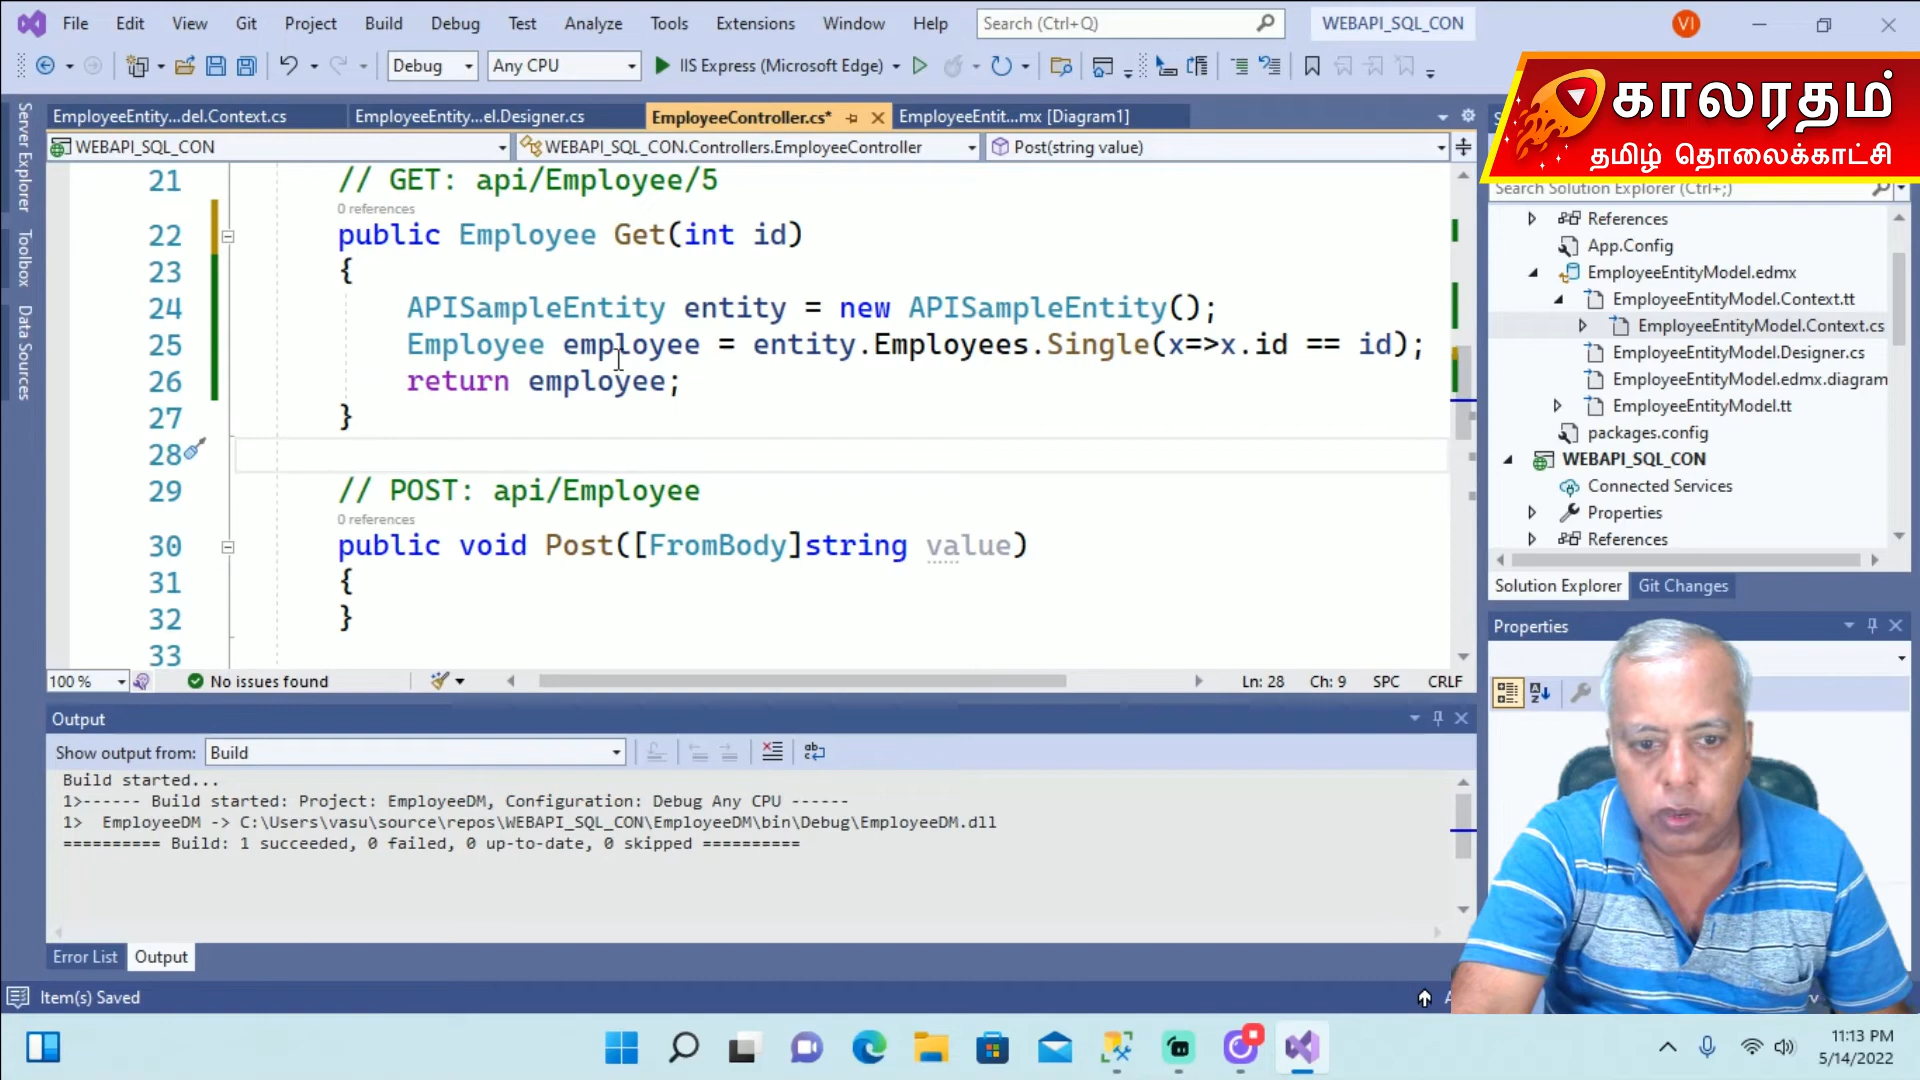 File Edit View Git Project Build Debug Test Analyze Tools Extensions Window Help Search (Ctrl+Q) WEBAPI_SQL_CON VI
Debug Any CPU IIS Express (Microsoft Edge)
காலரதம்
தமிழ் தொலைக்காட்சி
EmployeeEntity...del.Context.cs EmployeeEntity...el.Designer.cs EmployeeController.cs* EmployeeEntit...mx [Diagram1]
WEBAPI_SQL_CON WEBAPI_SQL_CON.Controllers.EmployeeController Post(string value)
Server Explorer
Toolbox
Data Sources
21 // GET: api/Employee/5
0 references
22 public Employee Get(int id)
23 {
24 APISampleEntity entity = new APISampleEntity();
25 Employee employee = entity.Employees.Single(x=>x.id == id);
26 return employee;
27 }
28
29 // POST: api/Employee
0 references
30 public void Post([FromBody]string value)
31 {
32 }
33
100 % No issues found Ln: 28 Ch: 9 SPC CRLF
Search Solution Explorer (Ctrl+;)
References
App.Config
EmployeeEntityModel.edmx
EmployeeEntityModel.Context.tt
EmployeeEntityModel.Context.cs
EmployeeEntityModel.Designer.cs
EmployeeEntityModel.edmx.diagram
EmployeeEntityModel.tt
packages.config
WEBAPI_SQL_CON
Connected Services
Properties
References
Solution Explorer Git Changes
Properties
Output
Show output from: Build
Build started...
1>------ Build started: Project: EmployeeDM, Configuration: Debug Any CPU ------
1>  EmployeeDM -> C:\Users\vasu\source\repos\WEBAPI_SQL_CON\EmployeeDM\bin\Debug\EmployeeDM.dll
========== Build: 1 succeeded, 0 failed, 0 up-to-date, 0 skipped ==========
Error List Output
Item(s) Saved
11:13 PM
5/14/2022